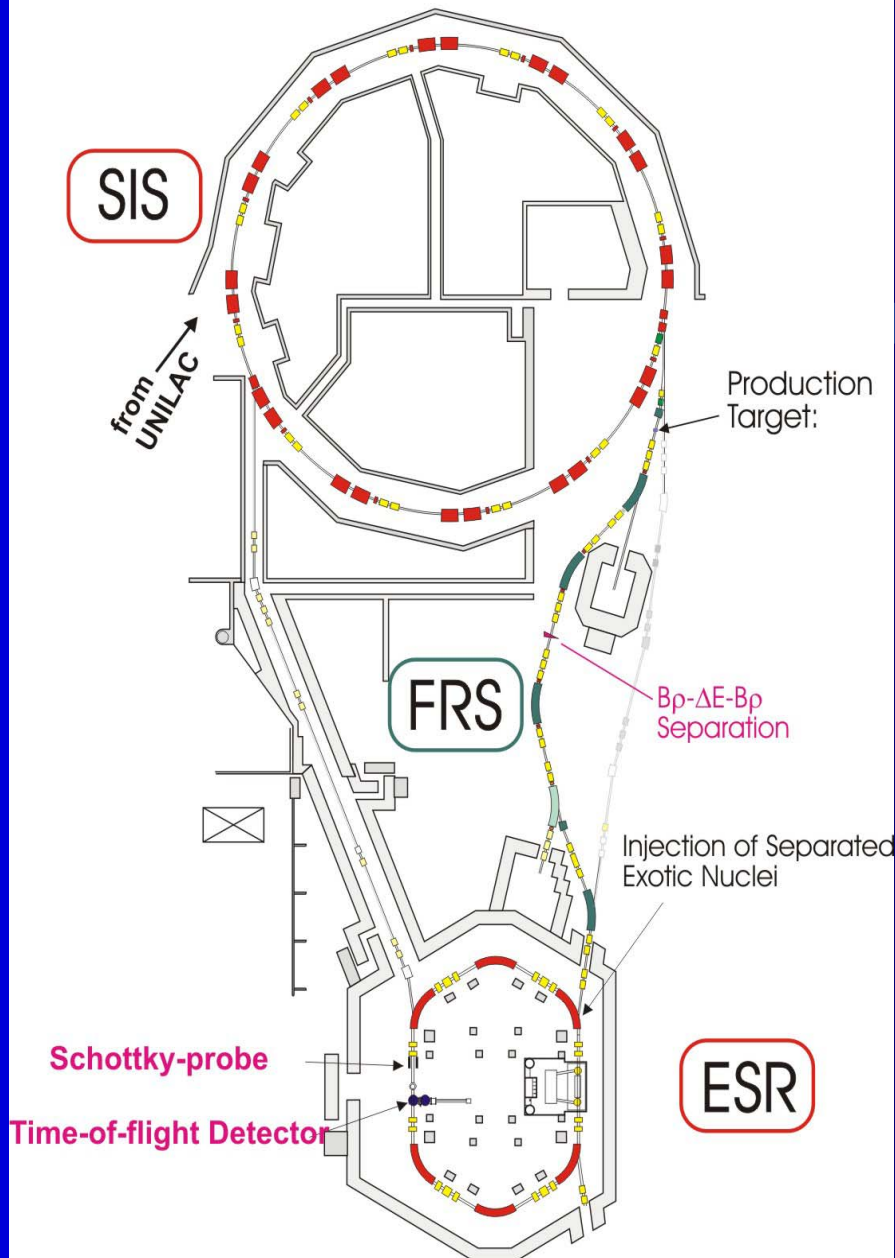 SIS
from
UNILAC
Production
Target:
FRS
Bρ-ΔE-Bρ
Separation
Injection of Separated
Exotic Nuclei
Schottky-probe
ESR
Time-of-flight Detector